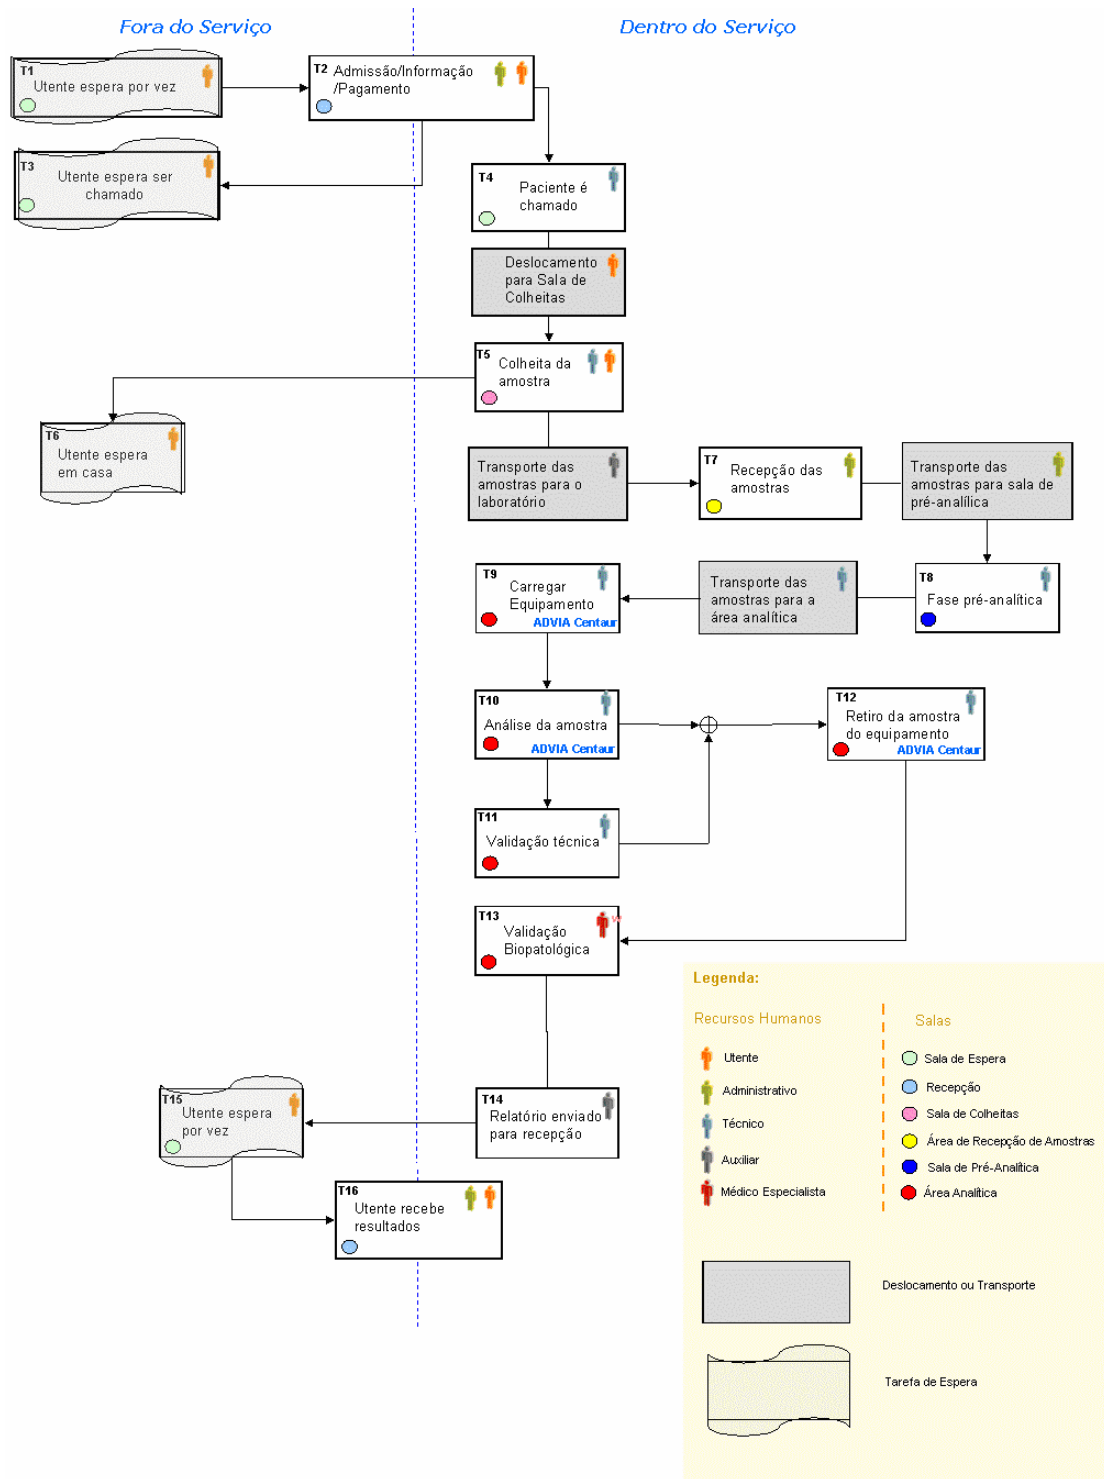 Fora do Serviço
Dentro do Serviço
T1
Utente espera por vez
T2 Admissão/Informação
/Pagamento
T3
Utente espera ser
chamado
T4
Paciente é
chamado
Deslocamento
para Sala de
Colheitas
T5
Colheita da
amostra
T6
Utente espera
em casa
Transporte das
amostras para o
laboratório
T7
Recepção das
amostras
Transporte das
amostras para sala de
pré-analílica
T8
Fase pré-analítica
Transporte das
amostras para a
área analítica
T9
Carregar
Equipamento
ADVIA Centaur
T10
Análise da amostra
ADVIA Centaur
T12
Retiro da amostra
do equipamento
ADVIA Centaur
T11
Validação técnica
T13
Validação
Biopatológica
T14
Relatório enviado
para recepção
T15
Utente espera
por vez
T16
Utente recebe
resultados
Legenda:
Recursos Humanos
Utente
Administrativo
Técnico
Auxiliar
Médico Especialista
Salas
Sala de Espera
Recepção
Sala de Colheitas
Área de Recepção de Amostras
Sala de Pré-Analítica
Área Analítica
Deslocamento ou Transporte
Tarefa de Espera